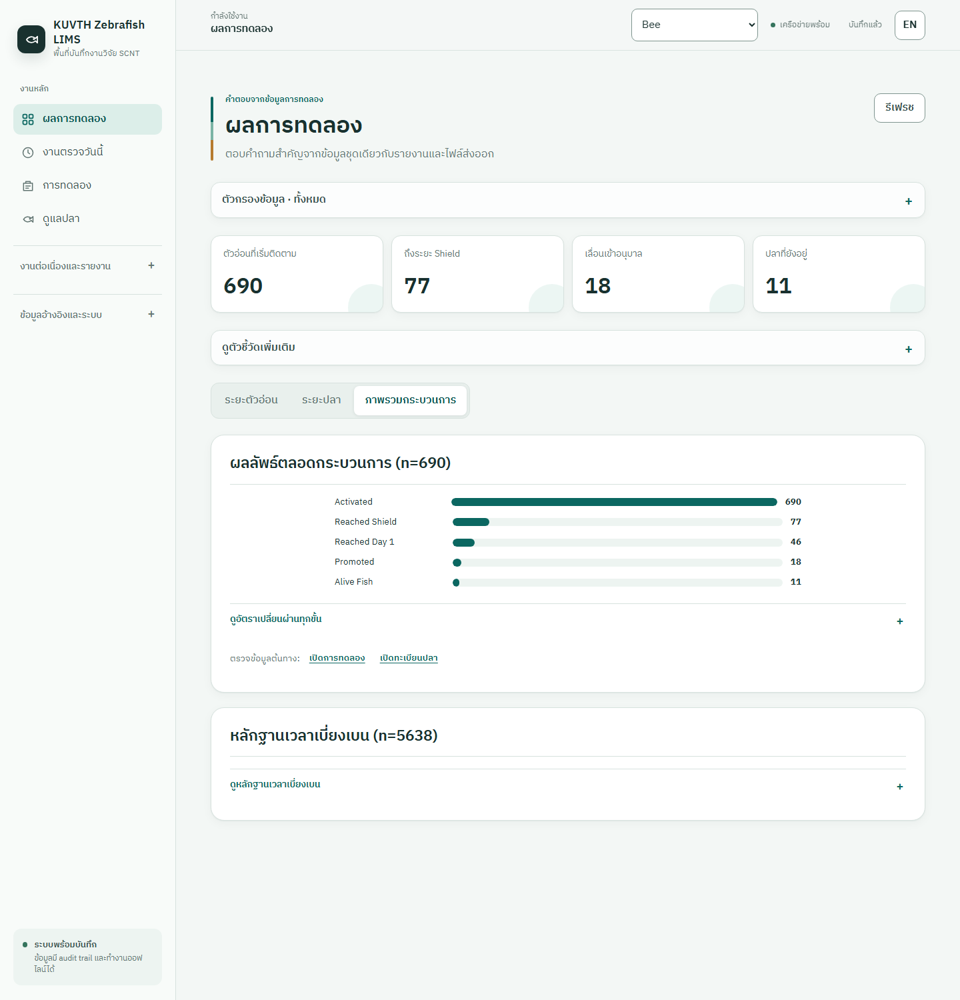 KUVTH Zebrafish
LIMS
พื้นที่บันทึกงานวิจัย SCNT
งานหลัก
ผลการทดลอง
งานตรวจวันนี้
การทดลอง
ดูแลปลา
งานต่อเนื่องและรายงาน +
ข้อมูลอ้างอิงและระบบ +
ระบบพร้อมบันทึก
ข้อมูลมี audit trail และทำงานออฟ
ไลน์ได้
กำลังใช้งาน
ผลการทดลอง
Bee
เครือข่ายพร้อม
บันทึกแล้ว
EN
คำตอบจากข้อมูลการทดลอง
ผลการทดลอง
ตอบคำถามสำคัญจากข้อมูลชุดเดียวกับรายงานและไฟล์ส่งออก
รีเฟรช
ตัวกรองข้อมูล · ทั้งหมด +
ตัวอ่อนที่เริ่มติดตาม
690
ถึงระยะ Shield
77
เลื่อนเข้าอนุบาล
18
ปลาที่ยังอยู่
11
ดูตัวชี้วัดเพิ่มเติม +
ระยะตัวอ่อน ระยะปลา ภาพรวมกระบวนการ
ผลลัพธ์ตลอดกระบวนการ (n=690)
Activated 690
Reached Shield 77
Reached Day 1 46
Promoted 18
Alive Fish 11
ดูอัตราเปลี่ยนผ่านทุกขั้น +
ตรวจข้อมูลต้นทาง: เปิดการทดลอง เปิดทะเบียนปลา
หลักฐานเวลาเบี่ยงเบน (n=5638)
ดูหลักฐานเวลาเบี่ยงเบน +